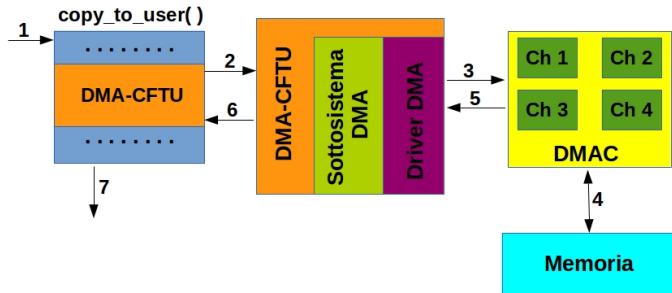 copy_to_user( )
1
. . . . . . . .
DMA-CFTU
. . . . . . . .
2
6
7
DMA-CFTU
Sottosistema
DMA
Driver DMA
3
5
Ch 1
Ch 2
Ch 3
Ch 4
DMAC
4
Memoria